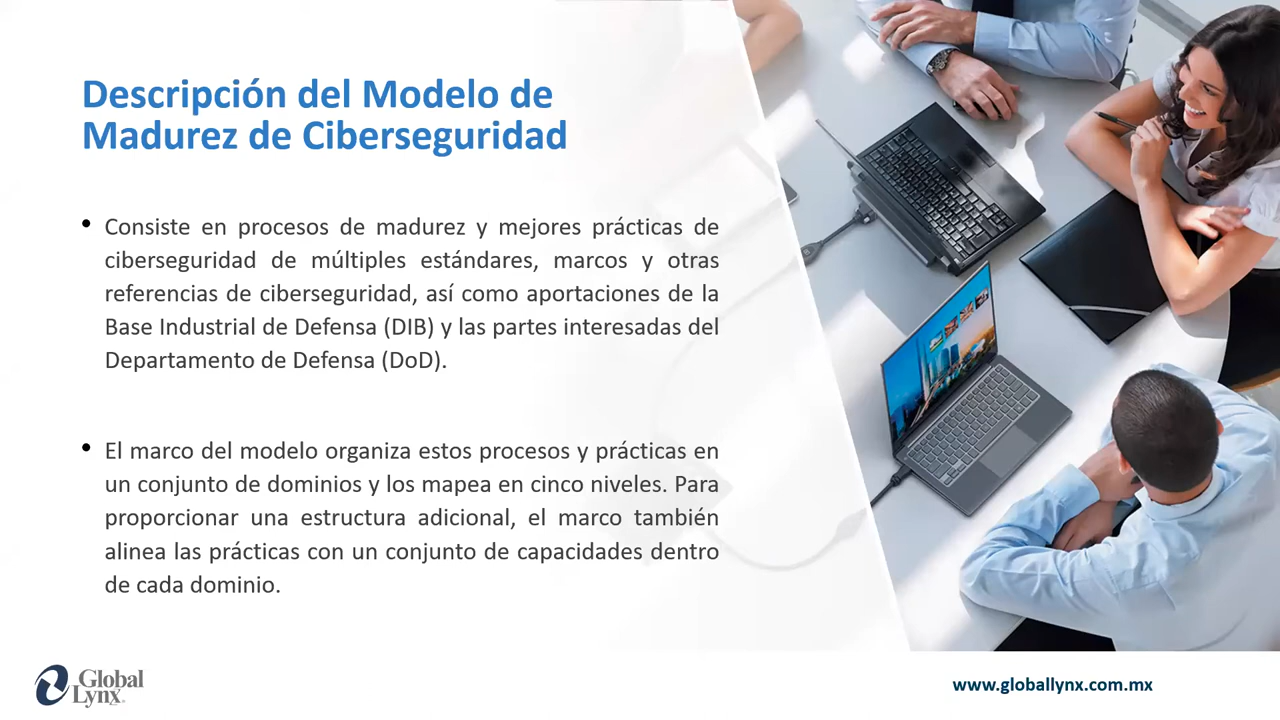 Descripción del Modelo de
Madurez de Ciberseguridad
• Consiste en procesos de madurez y mejores prácticas de
ciberseguridad de múltiples estándares, marcos y otras
referencias de ciberseguridad, así como aportaciones de la
Base Industrial de Defensa (DIB) y las partes interesadas del
Departamento de Defensa (DoD).
• El marco del modelo organiza estos procesos y prácticas en
un conjunto de dominios y los mapea en cinco niveles. Para
proporcionar una estructura adicional, el marco también
alinea las prácticas con un conjunto de capacidades dentro
de cada dominio.
Global
Lynx
www.globallynx.com.mx